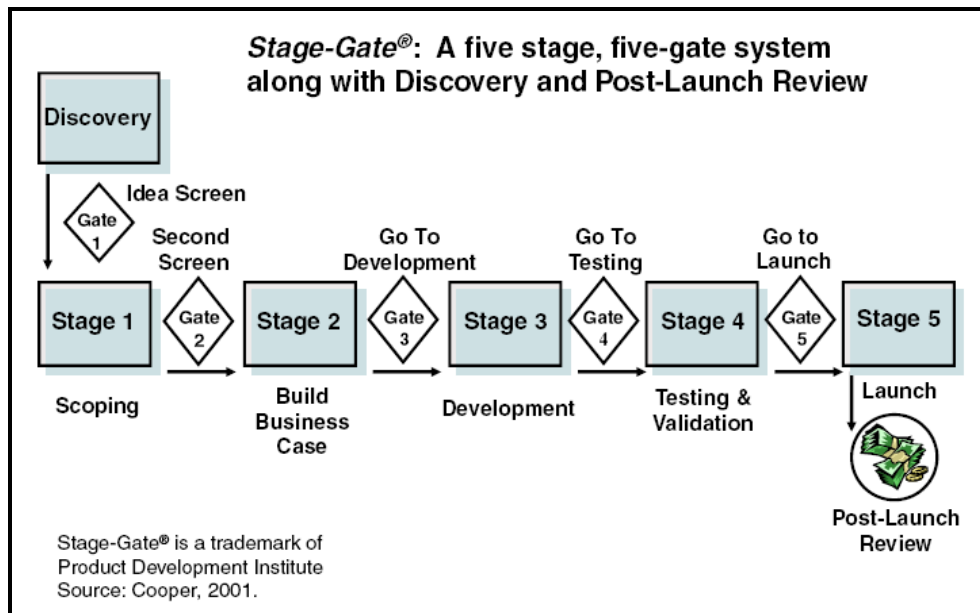 Stage-Gate®: A five stage, five-gate system
along with Discovery and Post-Launch Review
Discovery
Idea Screen
Gate
1
Second
Screen
Go To
Development
Go To
Testing
Go to
Launch
Stage 1
Gate
2
Stage 2
Gate
3
Stage 3
Gate
4
Stage 4
Gate
5
Stage 5
Scoping
Build
Business
Case
Development
Testing &
Validation
Launch
Post-Launch
Review
Stage-Gate® is a trademark of
Product Development Institute
Source: Cooper, 2001.